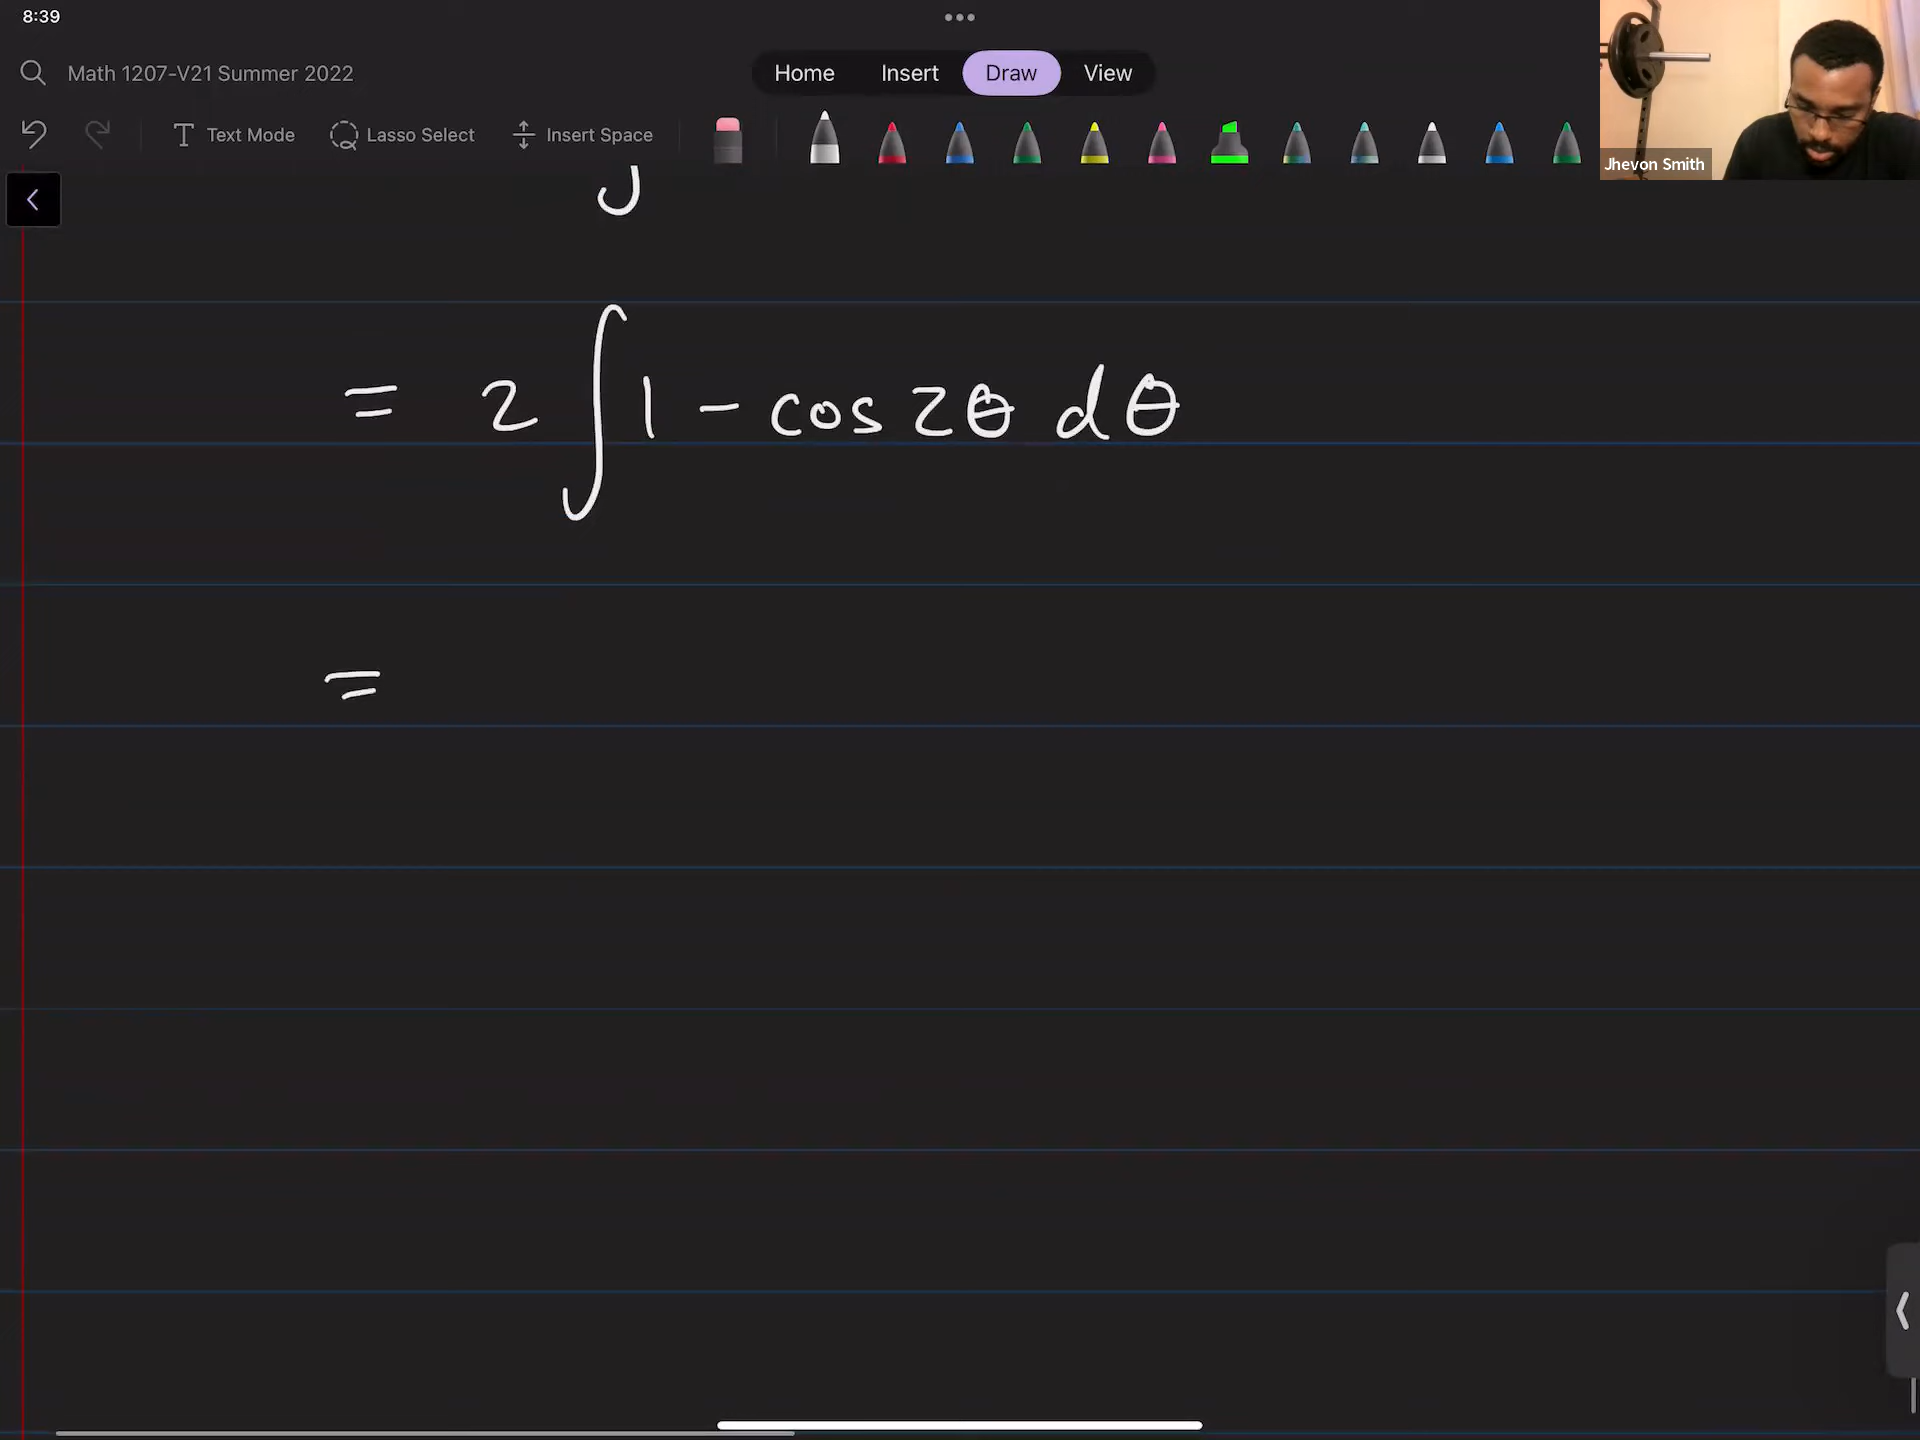 8:39
Math 1207-V21 Summer 2022
Home Insert Draw View
Text Mode Lasso Select Insert Space
Jhevon Smith
∫
= 2 ∫ 1 - cos 2θ dθ
=